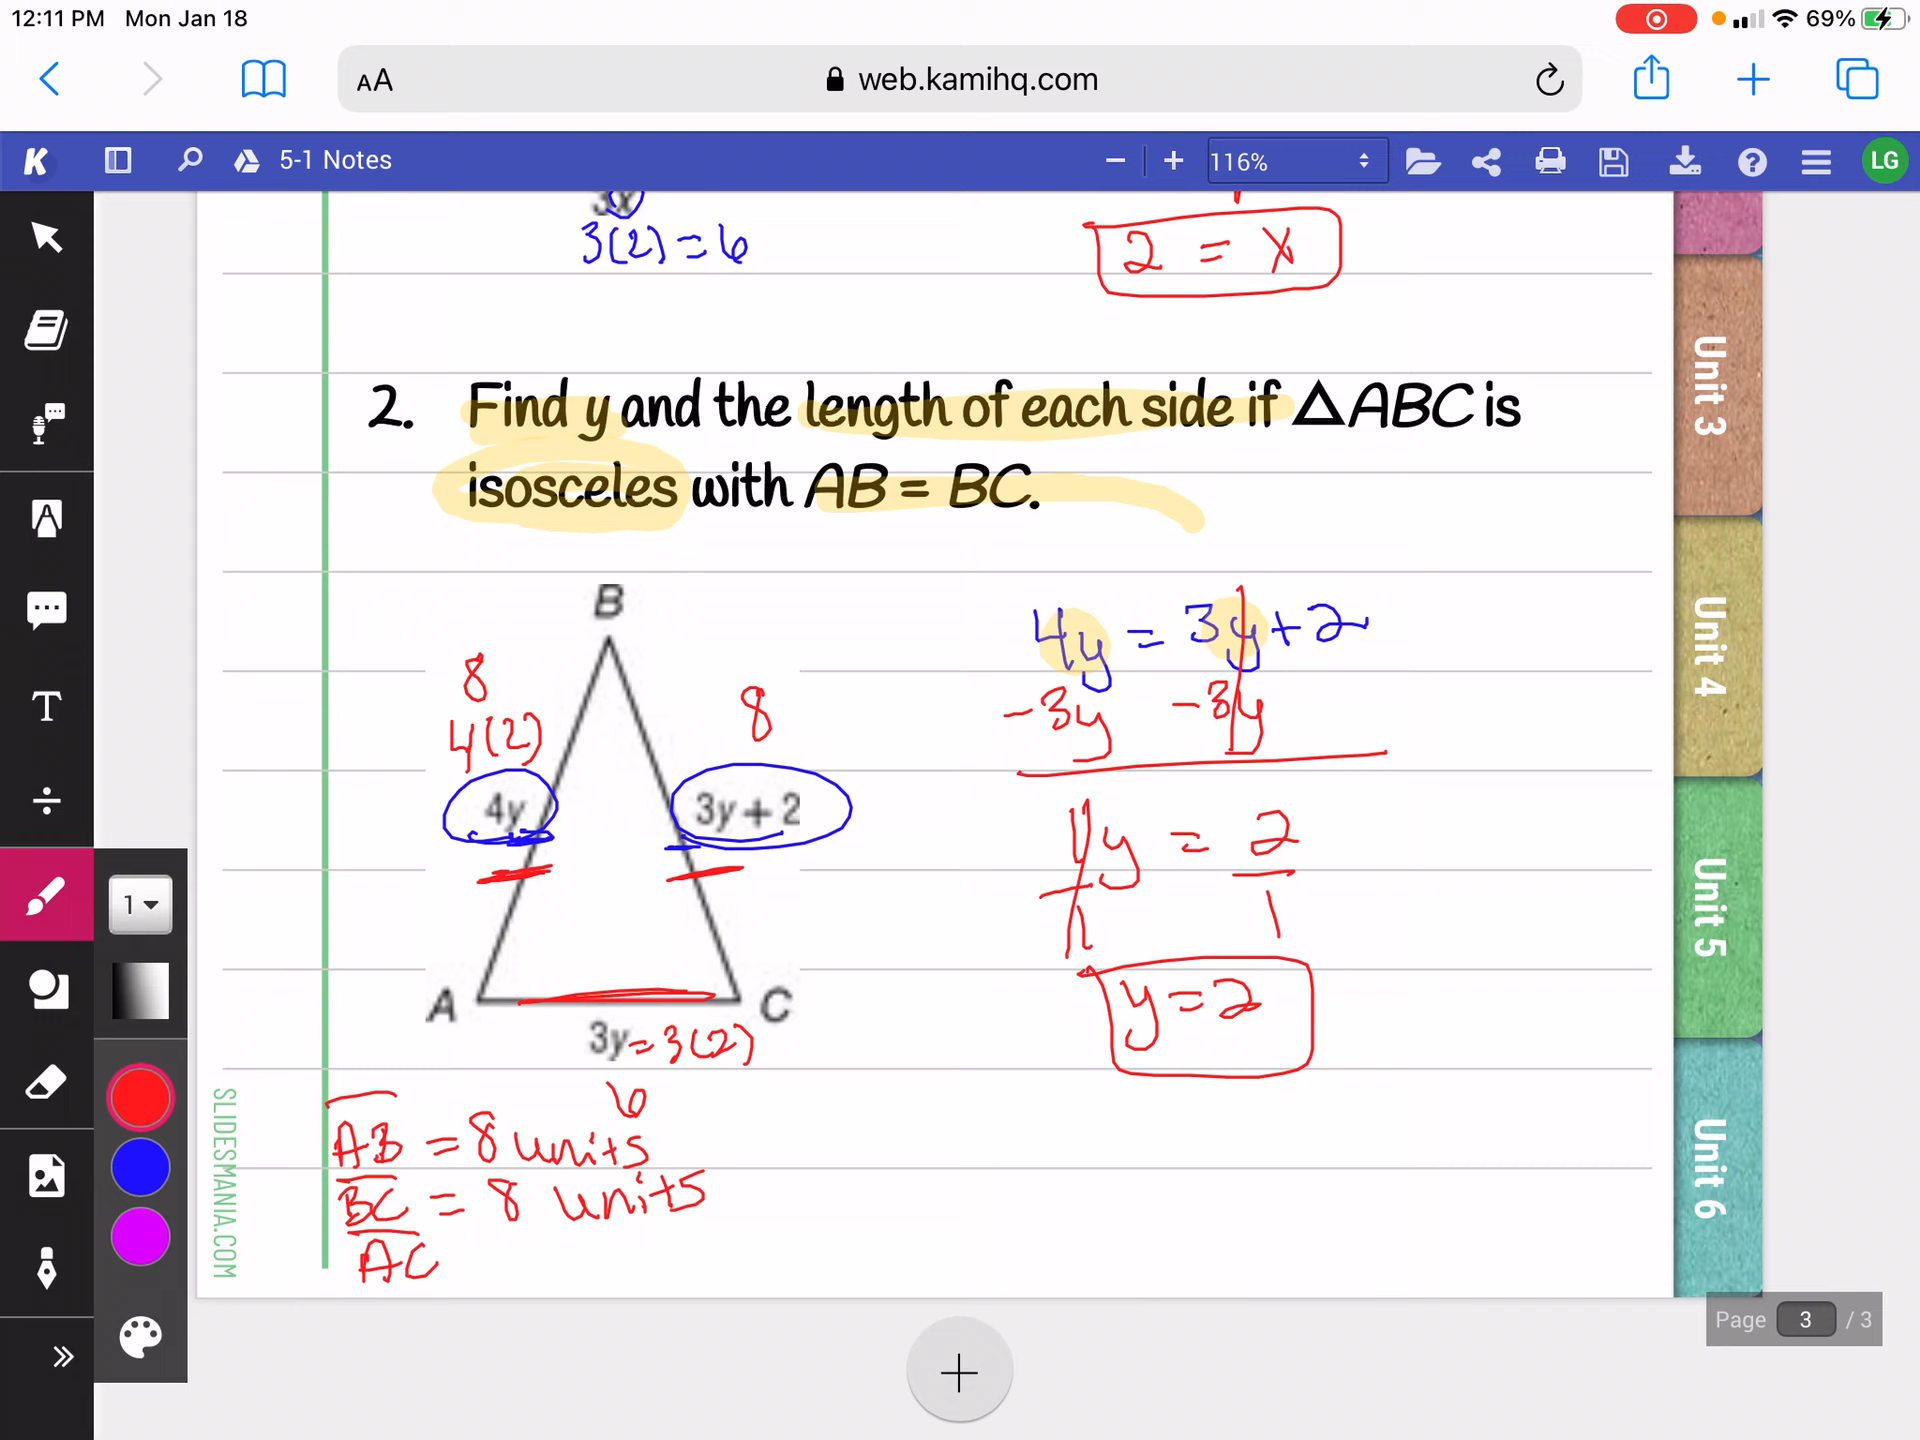 12:11 PM Mon Jan 18
69%
AA
web.kamihq.com
5-1 Notes
116%
LG
3x
3(2)=6
2 = x
2. Find y and the length of each side if △ABC is
isosceles with AB = BC.
B
8
4(2)
4y
8
3y + 2
A
C
3y=3(2)
6
4y = 3y+2
-3y -3y
1y = 2
1 1
y=2
AB = 8 units
BC = 8 units
AC
SLIDESMANIA.COM
1
T
Unit 3
Unit 4
Unit 5
Unit 6
Page 3 / 3